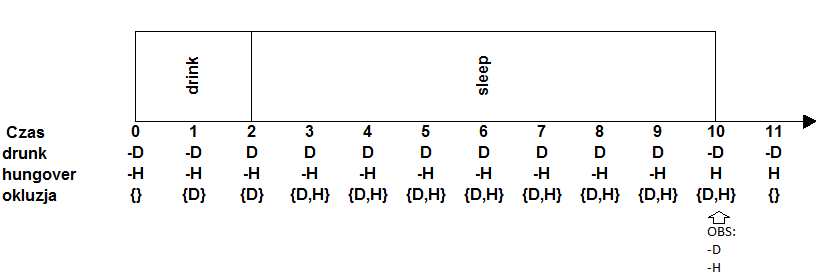 drink
sleep
Czas 0 1 2 3 4 5 6 7 8 9 10 11
drunk -D -D D D D D D D D D -D -D
hungover -H -H -H -H -H -H -H -H -H -H H H
okluzja {} {D} {D} {D,H} {D,H} {D,H} {D,H} {D,H} {D,H} {D,H} {D,H} {}
OBS:
-D
-H